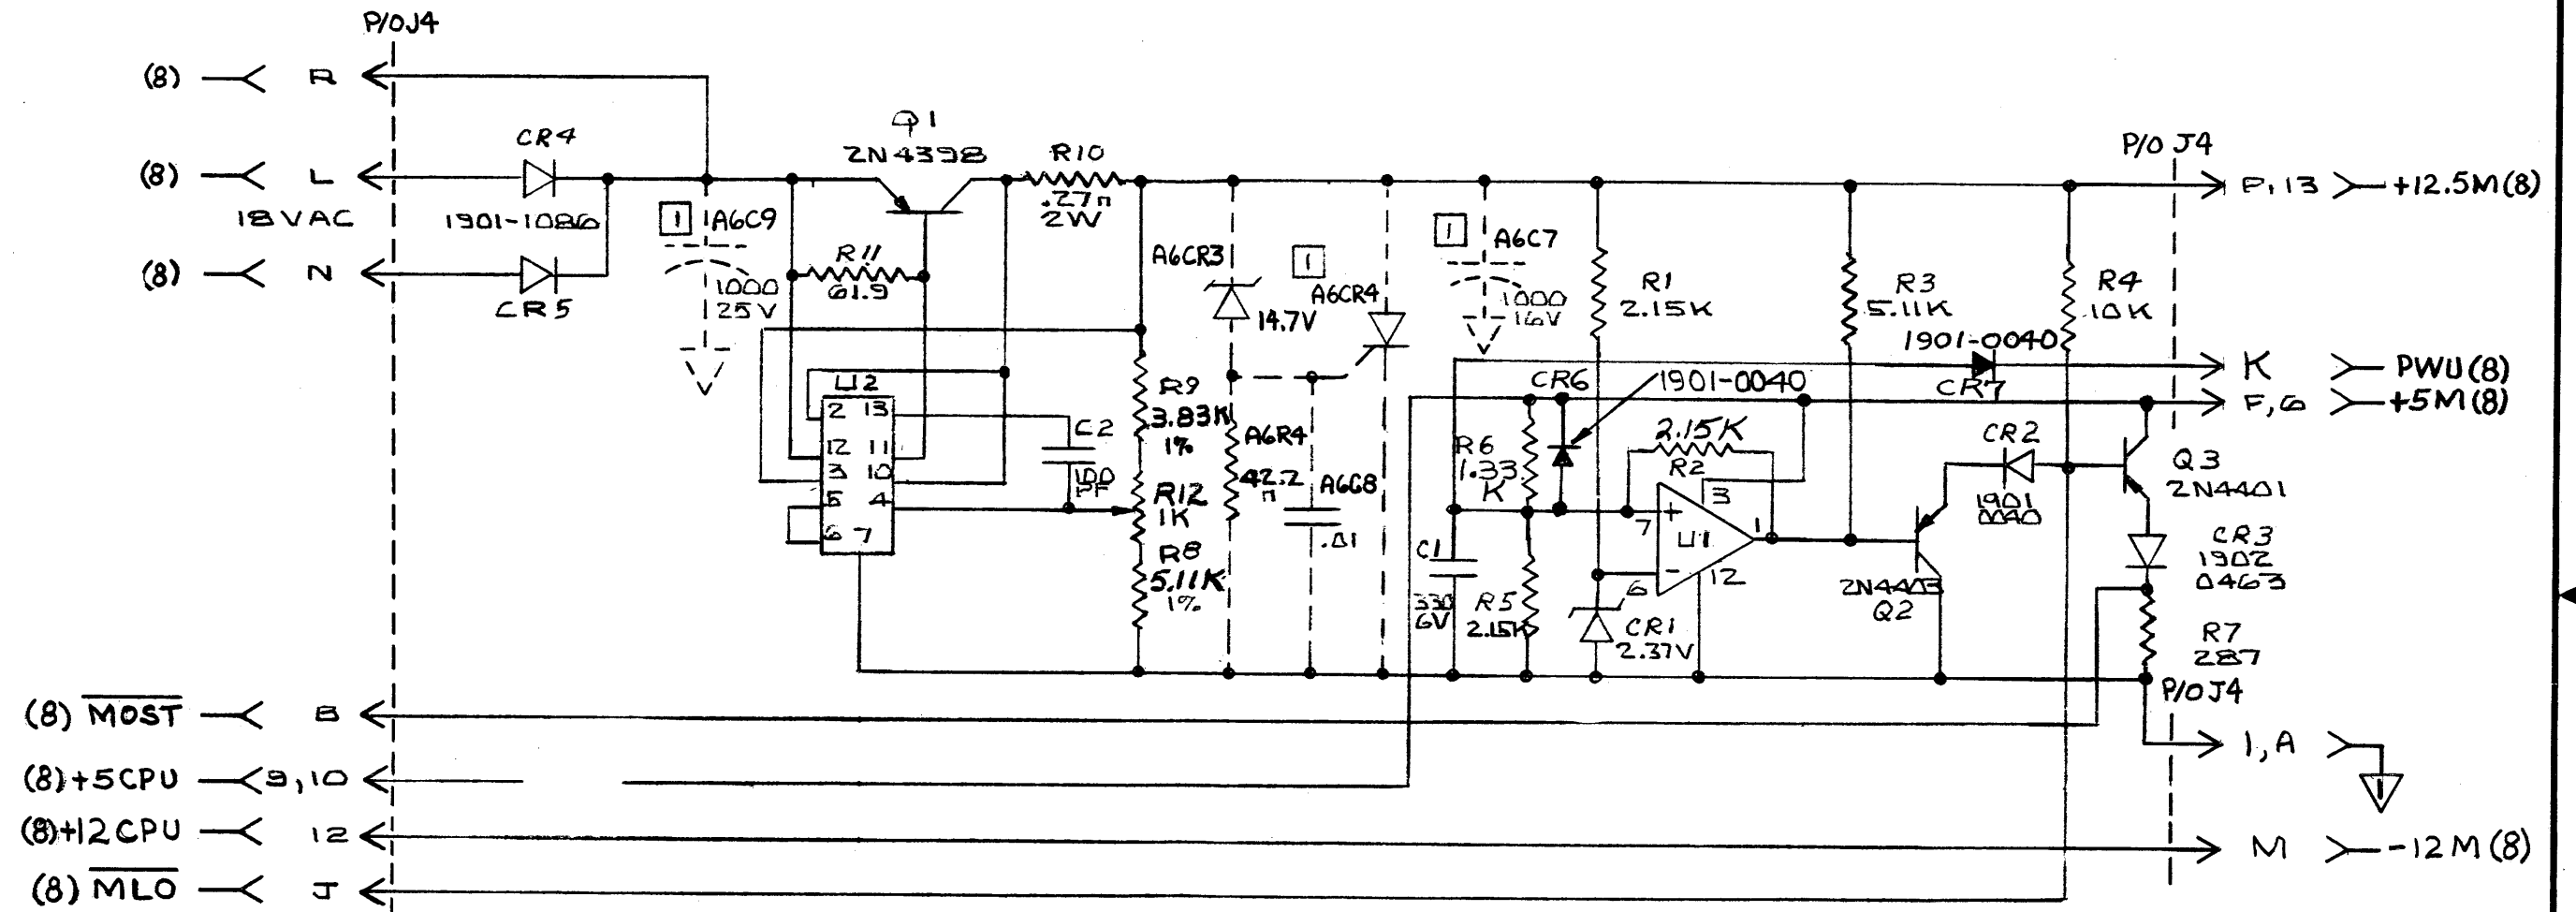 P/OJ4
(8) R
(8) L
18VAC
(8) N
CR4
1901-1086
CR5
1 A6C9
1000
25V
Q1
2N4398
R11
61.9
R10
.27Ω
2W
U2
2 13
12 11
3 10
5 4
6 7
C2
100
PF
R9
3.83K
1%
R12
1K
R8
5.11K
1%
A6CR3
14.7V
A6R4
42.2
Ω
A6C8
.01
1
A6CR4
1 A6C7
1000
16V
R1
2.15K
R3
5.11K
R4
10K
1901-0040
CR7
CR6
1901-0040
R6
1.33
K
2.15K
R2
3
7 +
U1 1
6 -
12
C1
330
6V
R5
2.15K
CR1
2.37V
CR2
1901
0040
2N4403
Q2
Q3
2N4401
CR3
1902
0463
R7
287
P/O J4
P,13 +12.5M(8)
K PWU(8)
F,6 +5M(8)
P/OJ4
1,A
M -12M(8)
(8) MOST B
(8)+5CPU 9,10
(8)+12CPU 12
(8) MLO J